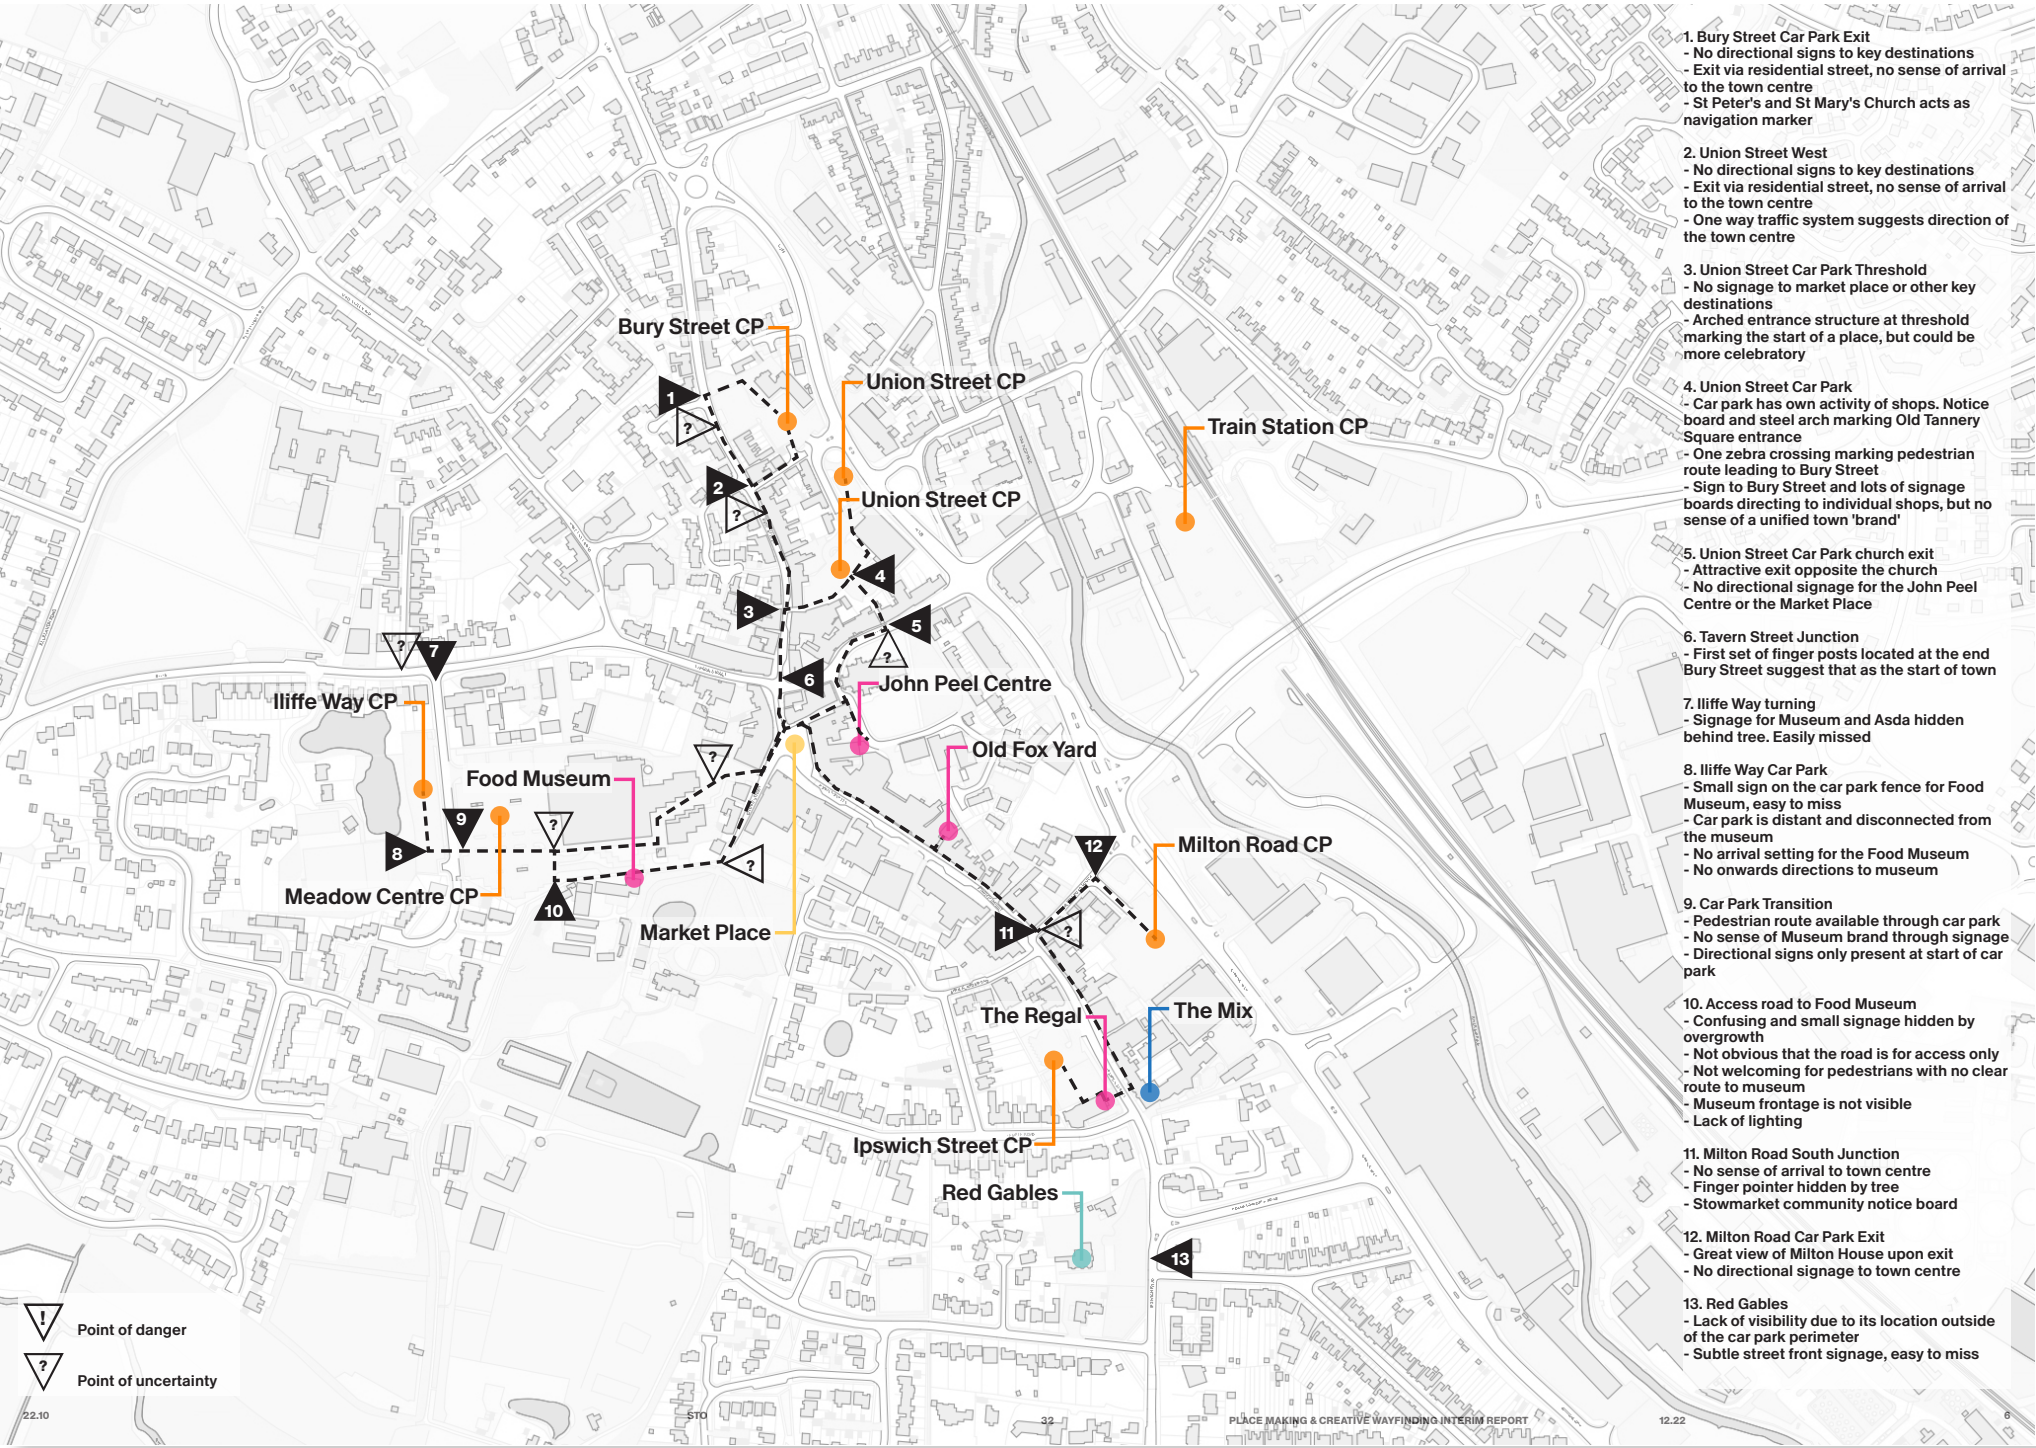 Bury Street CP
Union Street CP
Union Street CP
Train Station CP
Iliffe Way CP
John Peel Centre
Old Fox Yard
Food Museum
Milton Road CP
Meadow Centre CP
Market Place
The Regal
The Mix
Ipswich Street CP
Red Gables
1
?
2
?
3
4
5
?
6
?
7
?
8
9
?
10
?
11
?
12
13
!
Point of danger
?
Point of uncertainty
1. Bury Street Car Park Exit
- No directional signs to key destinations
- Exit via residential street, no sense of arrival
to the town centre
- St Peter's and St Mary's Church acts as
navigation marker
2. Union Street West
- No directional signs to key destinations
- Exit via residential street, no sense of arrival
to the town centre
- One way traffic system suggests direction of
the town centre
3. Union Street Car Park Threshold
- No signage to market place or other key
destinations
- Arched entrance structure at threshold
marking the start of a place, but could be
more celebratory
4. Union Street Car Park
- Car park has own activity of shops. Notice
board and steel arch marking Old Tannery
Square entrance
- One zebra crossing marking pedestrian
route leading to Bury Street
- Sign to Bury Street and lots of signage
boards directing to individual shops, but no
sense of a unified town 'brand'
5. Union Street Car Park church exit
- Attractive exit opposite the church
- No directional signage for the John Peel
Centre or the Market Place
6. Tavern Street Junction
- First set of finger posts located at the end
Bury Street suggest that as the start of town
7. Iliffe Way turning
- Signage for Museum and Asda hidden
behind tree. Easily missed
8. Iliffe Way Car Park
- Small sign on the car park fence for Food
Museum, easy to miss
- Car park is distant and disconnected from
the museum
- No arrival setting for the Food Museum
- No onwards directions to museum
9. Car Park Transition
- Pedestrian route available through car park
- No sense of Museum brand through signage
- Directional signs only present at start of car
park
10. Access road to Food Museum
- Confusing and small signage hidden by
overgrowth
- Not obvious that the road is for access only
- Not welcoming for pedestrians with no clear
route to museum
- Museum frontage is not visible
- Lack of lighting
11. Milton Road South Junction
- No sense of arrival to town centre
- Finger pointer hidden by tree
- Stowmarket community notice board
12. Milton Road Car Park Exit
- Great view of Milton House upon exit
- No directional signage to town centre
13. Red Gables
- Lack of visibility due to its location outside
of the car park perimeter
- Subtle street front signage, easy to miss
22.10
STO
32
PLACE MAKING & CREATIVE WAYFINDING INTERIM REPORT
12.22
6